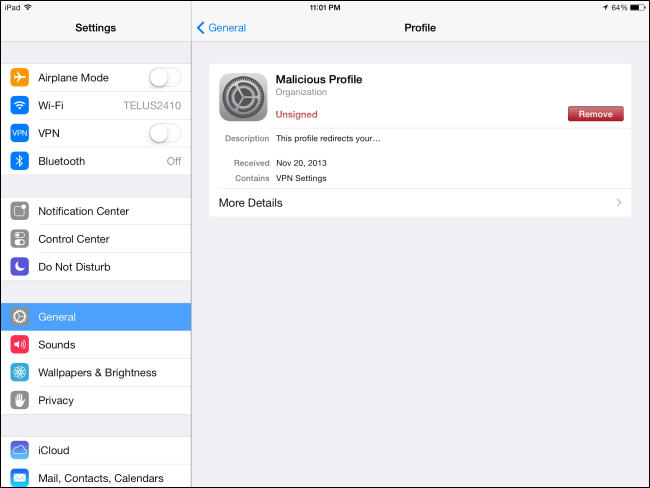 iPad 11:01 PM 64%
Settings
Airplane Mode
Wi-Fi TELUS2410
VPN VPN
Bluetooth Off
Notification Center
Control Center
Do Not Disturb
General
Sounds
Wallpapers & Brightness
Privacy
iCloud
Mail, Contacts, Calendars
General Profile
Malicious Profile
Organization
Unsigned Remove
Description This profile redirects your…
Received Nov 20, 2013
Contains VPN Settings
More Details